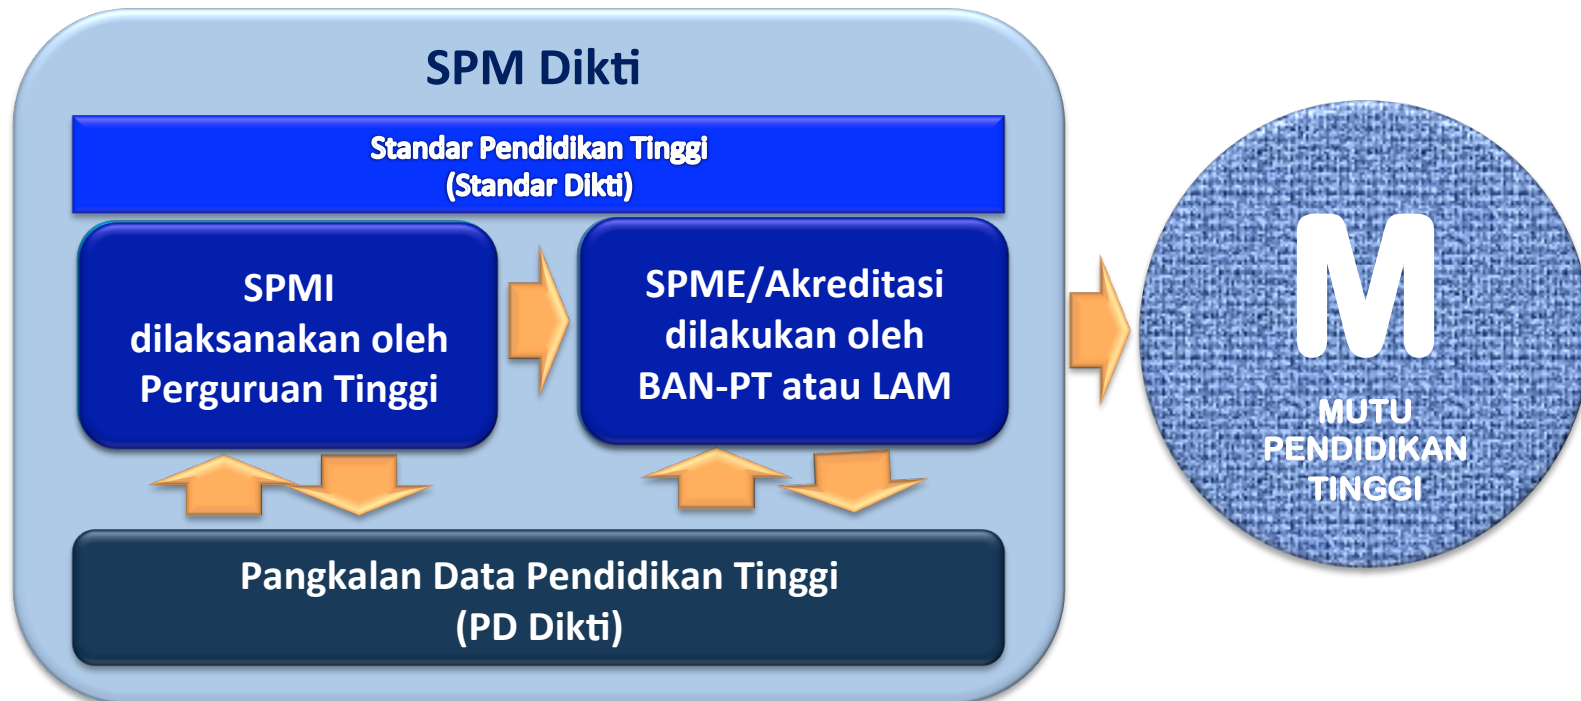 SPM Dikti
Standar Pendidikan Tinggi
(Standar Dikti)
SPMI
dilaksanakan oleh
Perguruan Tinggi
SPME/Akreditasi
dilakukan oleh
BAN-PT atau LAM
Pangkalan Data Pendidikan Tinggi
(PD Dikti)
M
MUTU
PENDIDIKAN
TINGGI